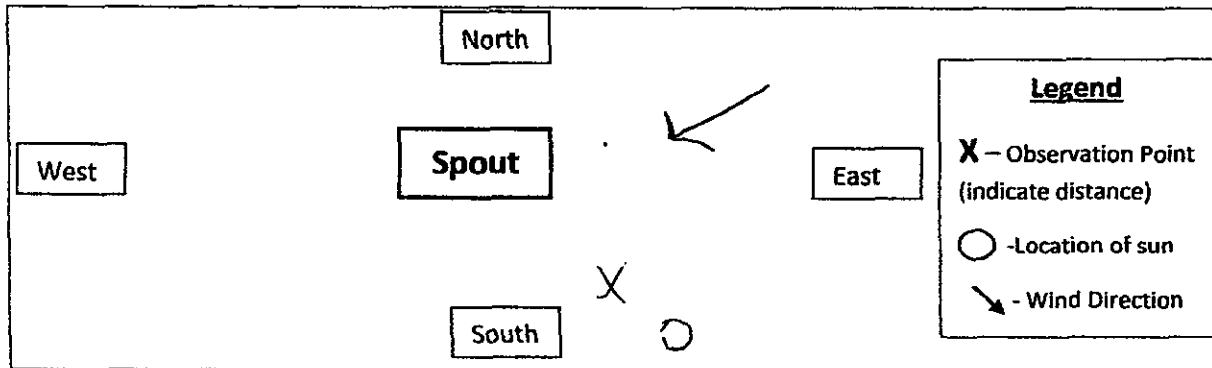 North
Legend
West
Spout
East
X – Observation Point
(indicate distance)
-Location of sun
- Wind Direction
X
South